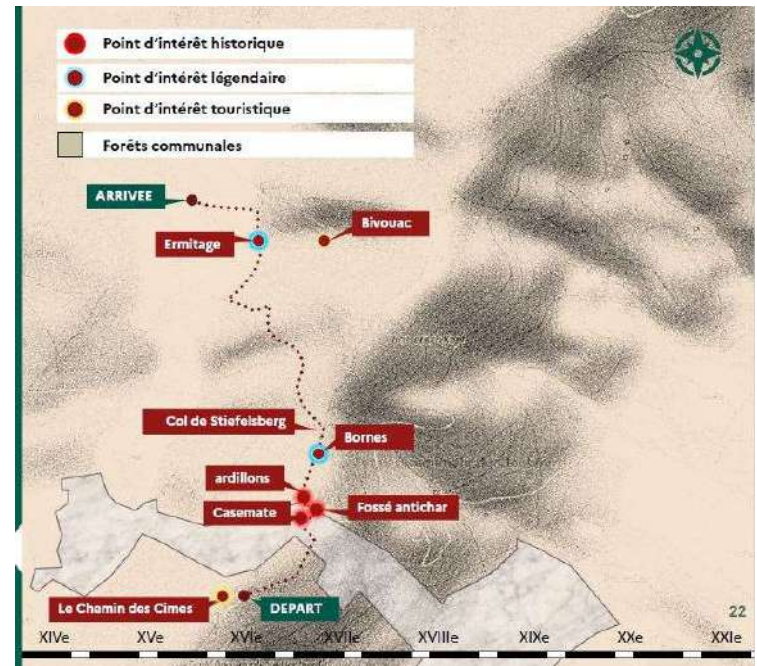 Point d'intérêt historique
Point d'intérêt légendaire
Point d'intérêt touristique
Forêts communales
ARRIVEE
Ermitage
Bivouac
Col de Stiefelsberg
Bornes
ardillons
Casemate
Fossé antichar
Le Chemin des Cimes
DEPART
22
XIVe XVe XVIe XVIIe XVIIIe XIXe XXe XXIe